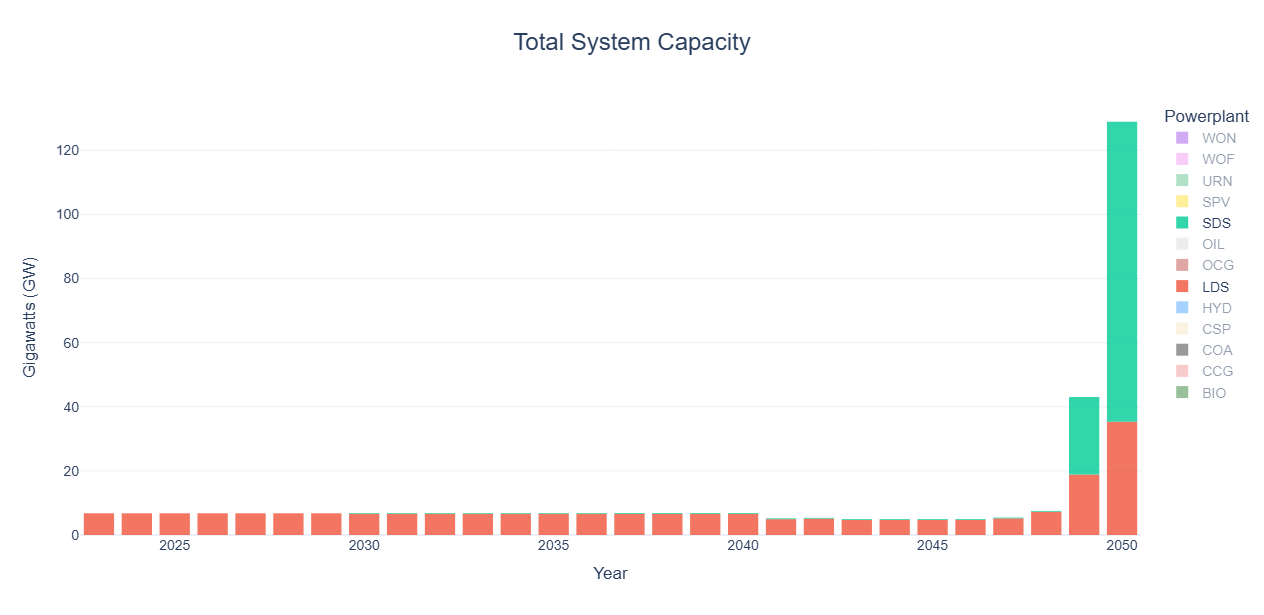 Total System Capacity
Powerplant
WON
WOF
URN
SPV
SDS
OIL
OCG
LDS
HYD
CSP
COA
CCG
BIO
Gigawatts (GW)
120
100
80
60
40
20
0
2025 2030 2035 2040 2045 2050
Year